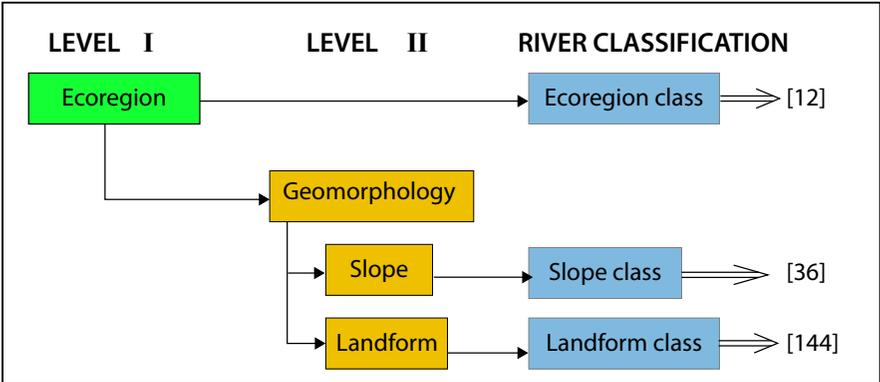 LEVEL I LEVEL II RIVER CLASSIFICATION
Ecoregion Ecoregion class [12]
Geomorphology
Slope Slope class [36]
Landform Landform class [144]